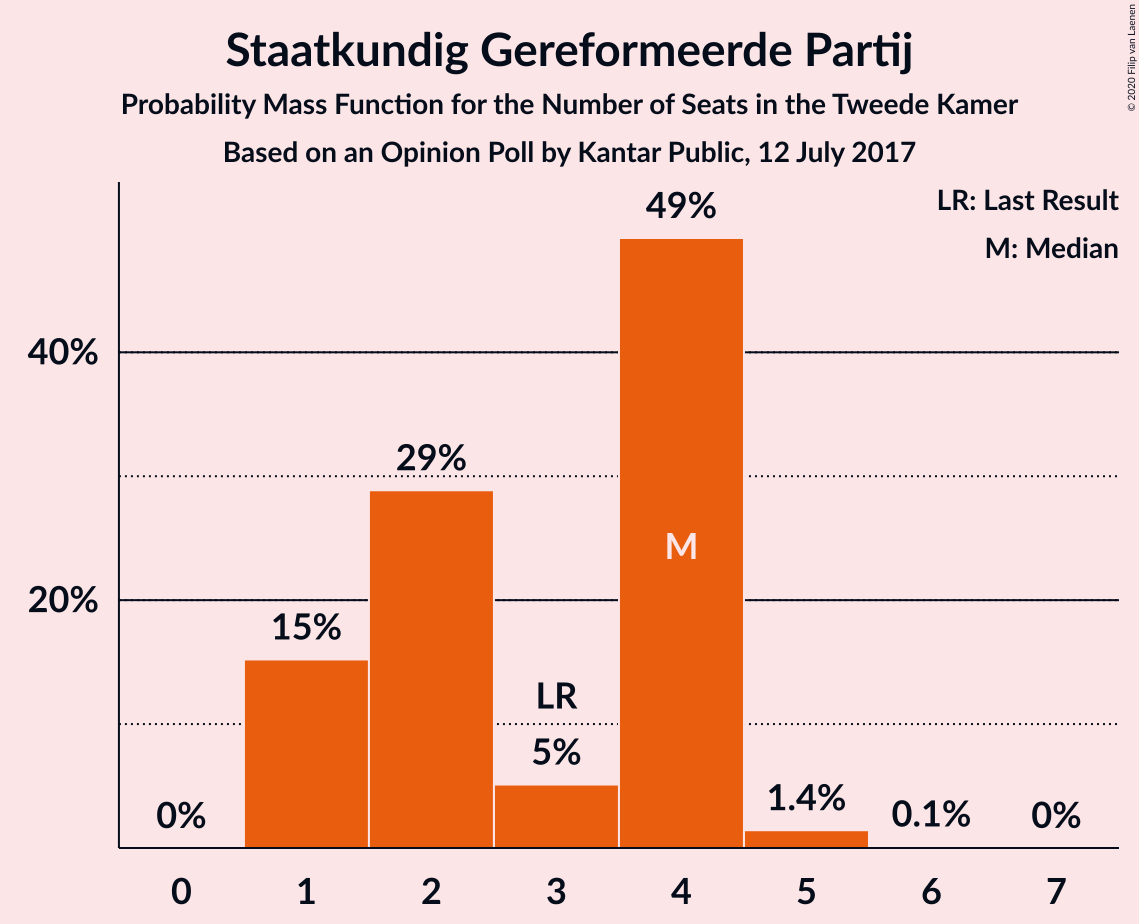 Staatkundig Gereformeerde Partij
Probability Mass Function for the Number of Seats in the Tweede Kamer
Based on an Opinion Poll by Kantar Public, 12 July 2017
© 2020 Filip van Laenen
LR: Last Result
M: Median
49%
40%
29%
M
20%
15%
LR
5%
0%
1.4%
0.1%
0%
0 1 2 3 4 5 6 7